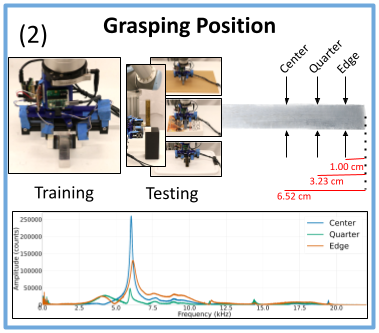 Grasping Position
(2)
Center
Quarter
Edge
1.00 cm
3.23 cm
6.52 cm
Training
Testing
Amplitude (counts)
250000
200000
150000
100000
50000
0
Center
Quarter
Edge
0.0
2.5
5.0
7.5
10.0
12.5
15.0
17.5
20.0
Frequency (kHz)